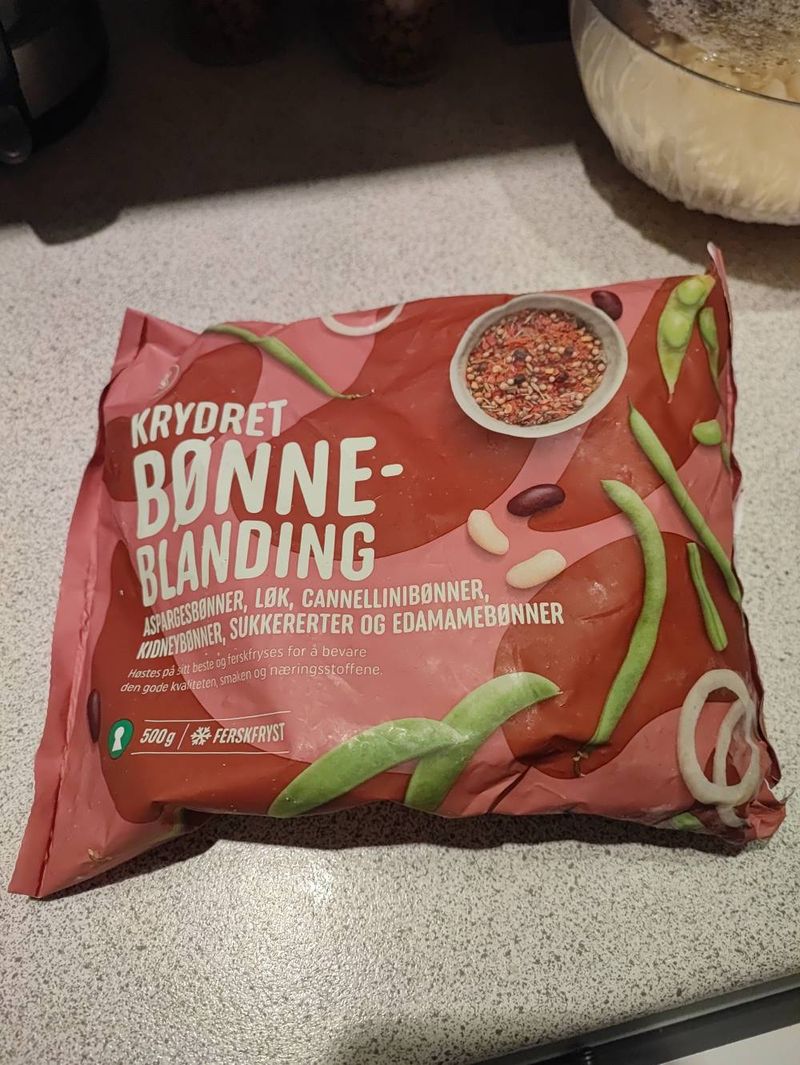 KRYDRET
BØNNE-
BLANDING
ASPARGESBØNNER, LØK, CANNELLINIBØNNER,
KIDNEYBØNNER, SUKKERERTER OG EDAMAMEBØNNER
Høstes på sitt beste og ferskfryses for å bevare
den gode kvaliteten, smaken og næringsstoffene.
500g / FERSKFRYST